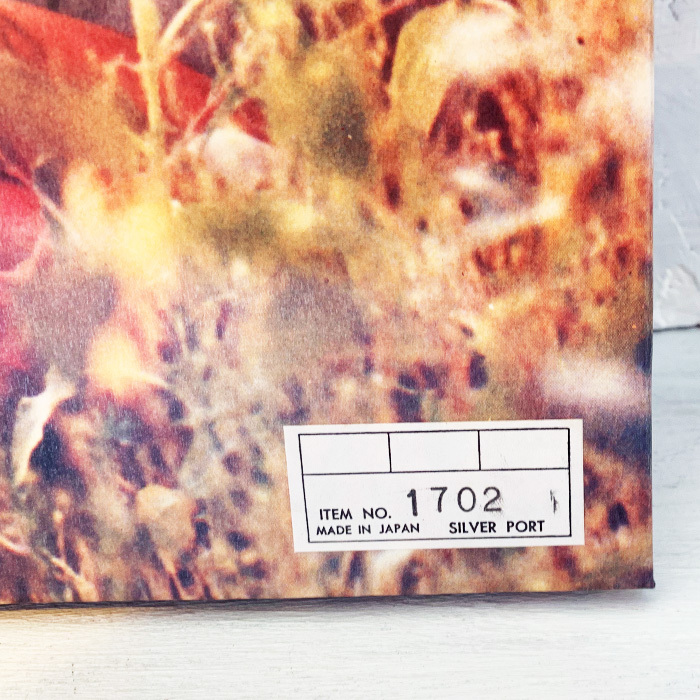 ITEM NO. 1702
MADE IN JAPAN SILVER PORT